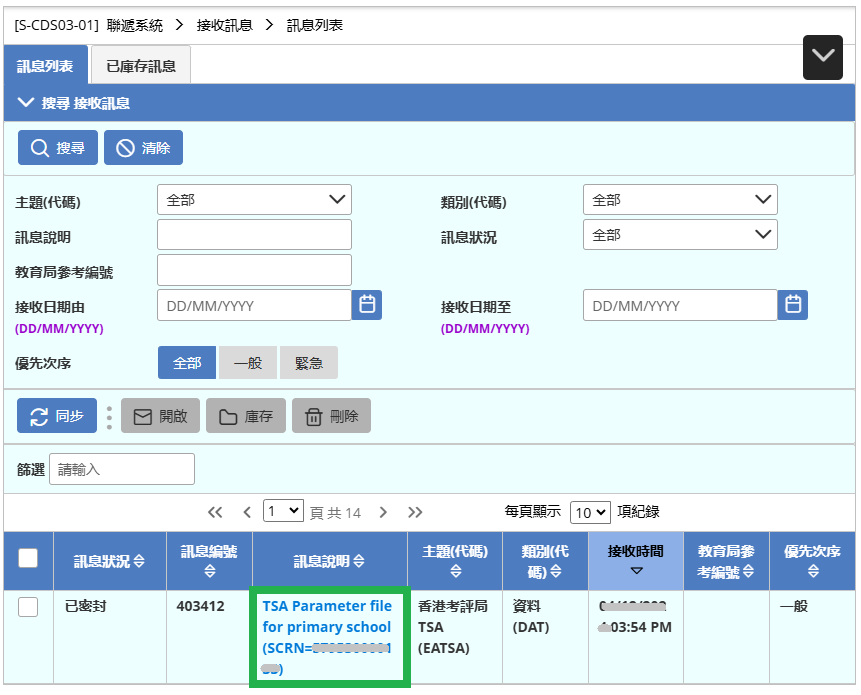 [S-CDS03-01] 聯遞系統 > 接收訊息 > 訊息列表
訊息列表 已庫存訊息
搜尋 接收訊息
搜尋 清除
主題(代碼) 全部 類別(代碼) 全部
訊息說明 訊息狀況 全部
教育局參考編號
接收日期由 DD/MM/YYYY 接收日期至 DD/MM/YYYY
(DD/MM/YYYY) (DD/MM/YYYY)
優先次序 全部 一般 緊急
同步 開啟 庫存 刪除
篩選 請輸入
1 頁 共 14 每頁顯示 10 項紀錄
訊息狀況 訊息編號 訊息說明 主題(代碼) 類別(代 接收時間 教育局參 優先次序
碼) 考編號
已密封 403412 TSA Parameter file 香港考評局 資料 一般
for primary school TSA (DAT) 03:54 PM
(SCRN= (EATSA)
)